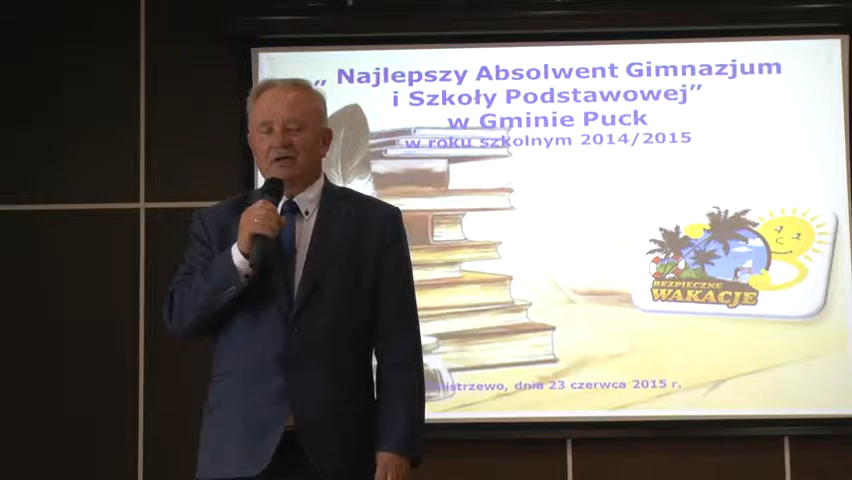 „ Najlepszy Absolwent Gimnazjum
i Szkoły Podstawowej”
w Gminie Puck
w roku szkolnym 2014/2015
BEZPIECZNE
WAKACJE
dnia 23 czerwca 2015 r.